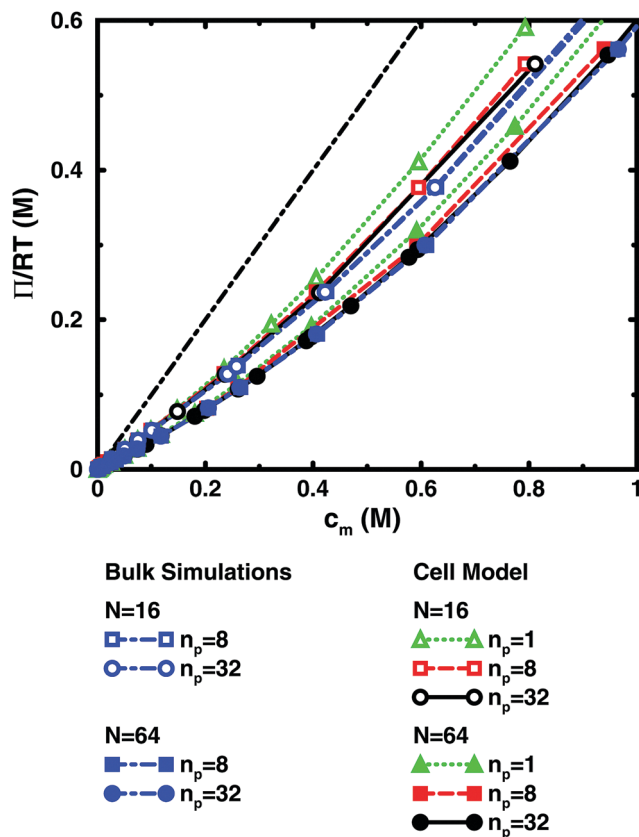 0.6
0.4
0.2
0
Π/RT (M)
0 0.2 0.4 0.6 0.8 1
c_m (M)
Bulk Simulations
N=16
n_p=8
n_p=32
N=64
n_p=8
n_p=32
Cell Model
N=16
n_p=1
n_p=8
n_p=32
N=64
n_p=1
n_p=8
n_p=32